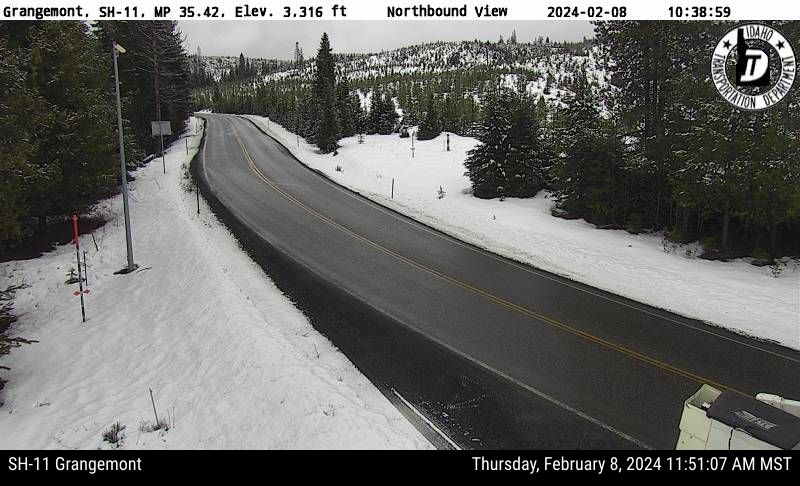 Grangemont, SH-11, MP 35.42, Elev. 3,316 ft Northbound View 2024-02-08 10:38:59
IDAHO
TRANSPORTATION DEPARTMENT
SH-11 Grangemont Thursday, February 8, 2024 11:51:07 AM MST